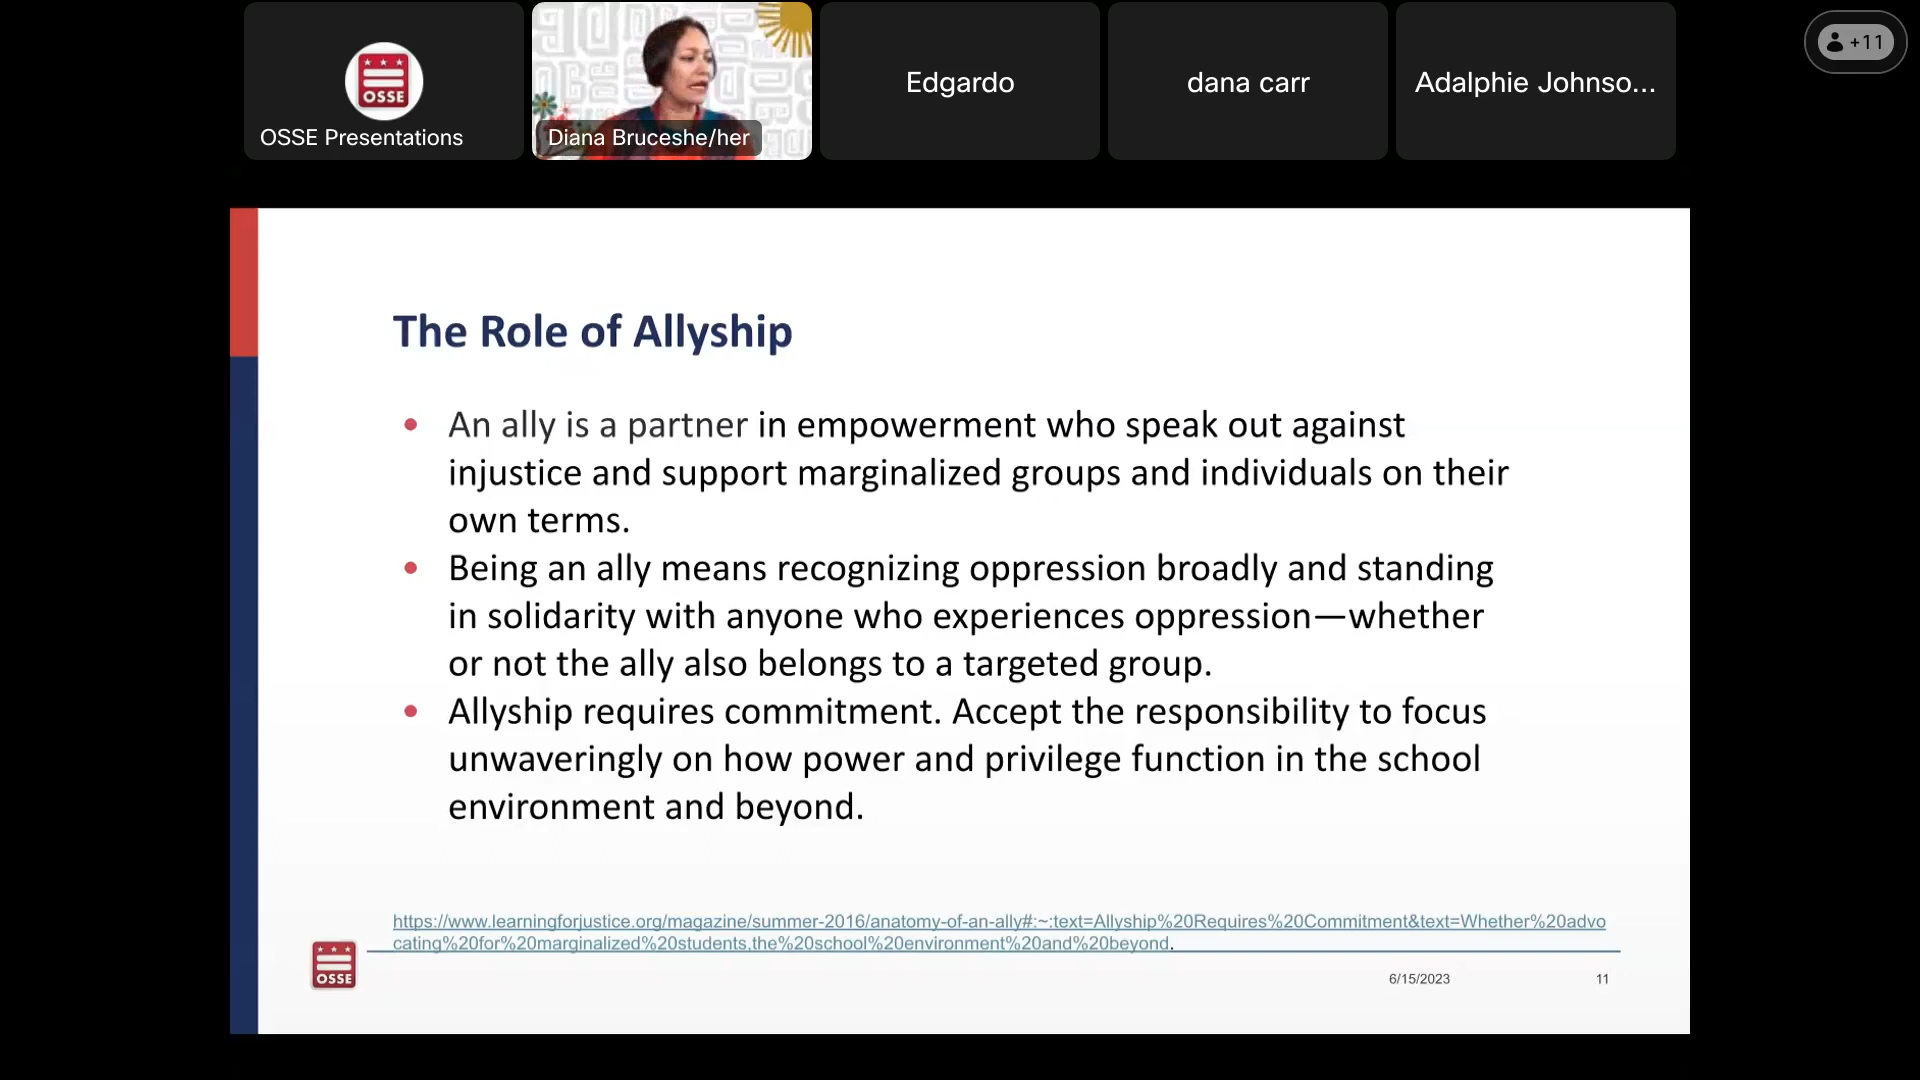 OSSE
OSSE Presentations
Diana Bruceshe/her
Edgardo
dana carr
Adalphie Johnso...
+11
The Role of Allyship
• An ally is a partner in empowerment who speak out against
injustice and support marginalized groups and individuals on their
own terms.
• Being an ally means recognizing oppression broadly and standing
in solidarity with anyone who experiences oppression—whether
or not the ally also belongs to a targeted group.
• Allyship requires commitment. Accept the responsibility to focus
unwaveringly on how power and privilege function in the school
environment and beyond.
https://www.learningforjustice.org/magazine/summer-2016/anatomy-of-an-ally#:~:text=Allyship%20Requires%20Commitment&text=Whether%20advo
cating%20for%20marginalized%20students,the%20school%20environment%20and%20beyond.
OSSE
6/15/2023
11